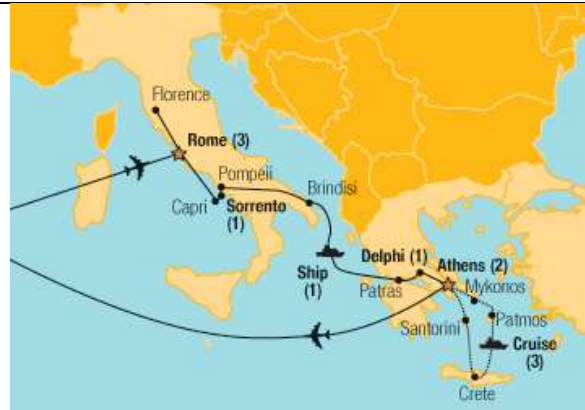 Florence
Rome (3)
Pompeii
Capri
Sorrento
(1)
Brindisi
Ship
(1)
Delphi (1)
Athens (2)
Patras
Mykonos
Santorini
Patmos
Cruise
(3)
Crete